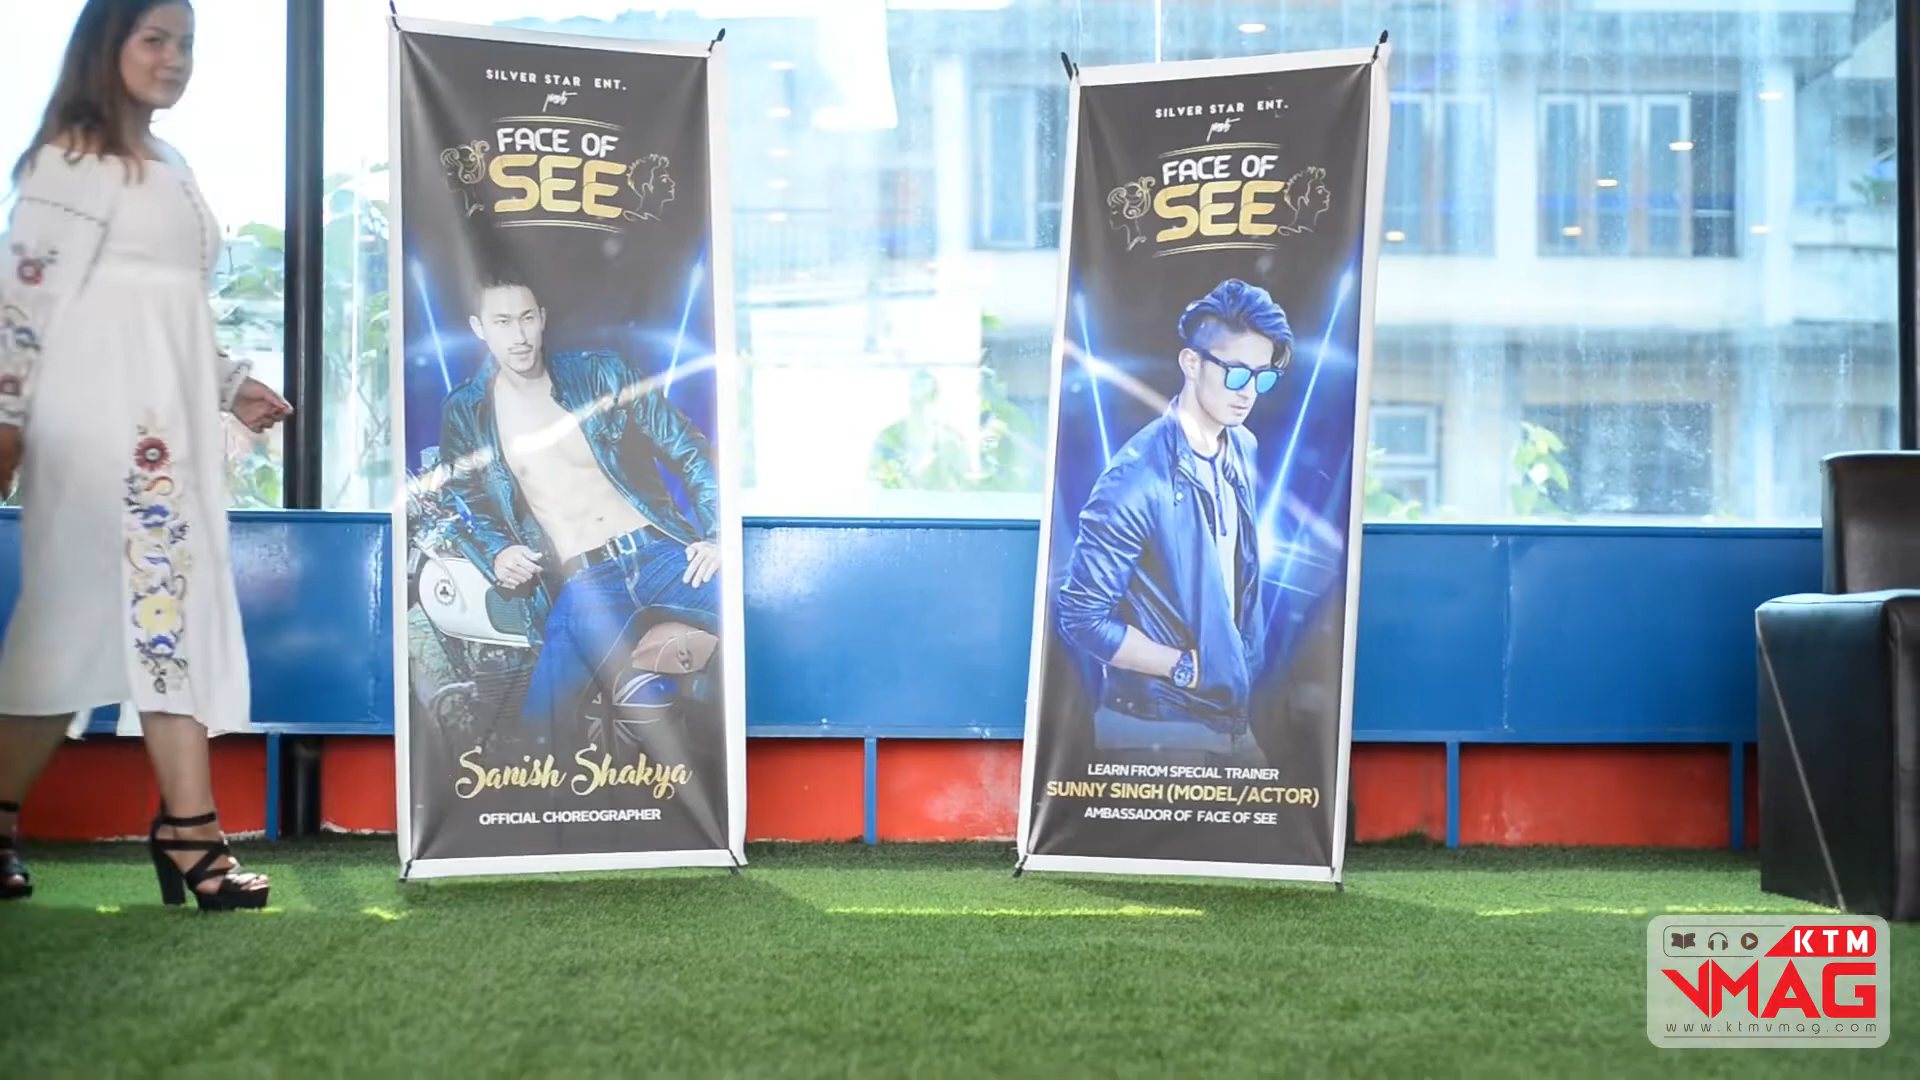 SILVER STAR ENT.
FACE OF
SEE
Sanish Shakya
OFFICIAL CHOREOGRAPHER
SILVER STAR ENT.
FACE OF
SEE
LEARN FROM SPECIAL TRAINER
SUNNY SINGH (MODEL/ACTOR)
AMBASSADOR OF FACE OF SEE
KTM
VMAG
www.ktmvmag.com